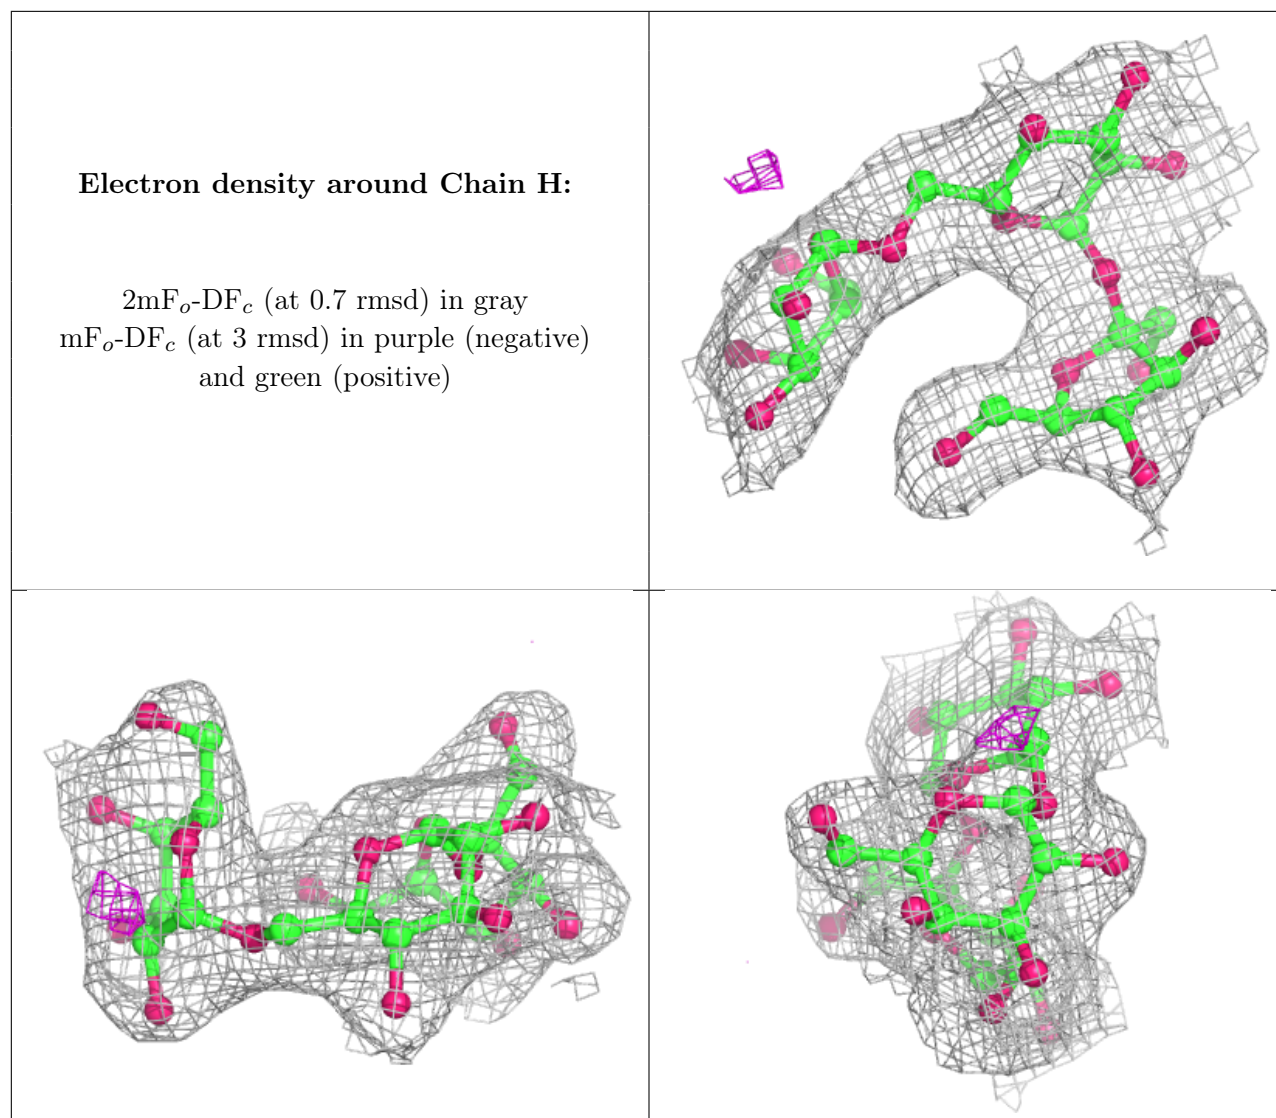 Electron density around Chain H:
2mFo-DFc (at 0.7 rmsd) in gray
mFo-DFc (at 3 rmsd) in purple (negative)
and green (positive)